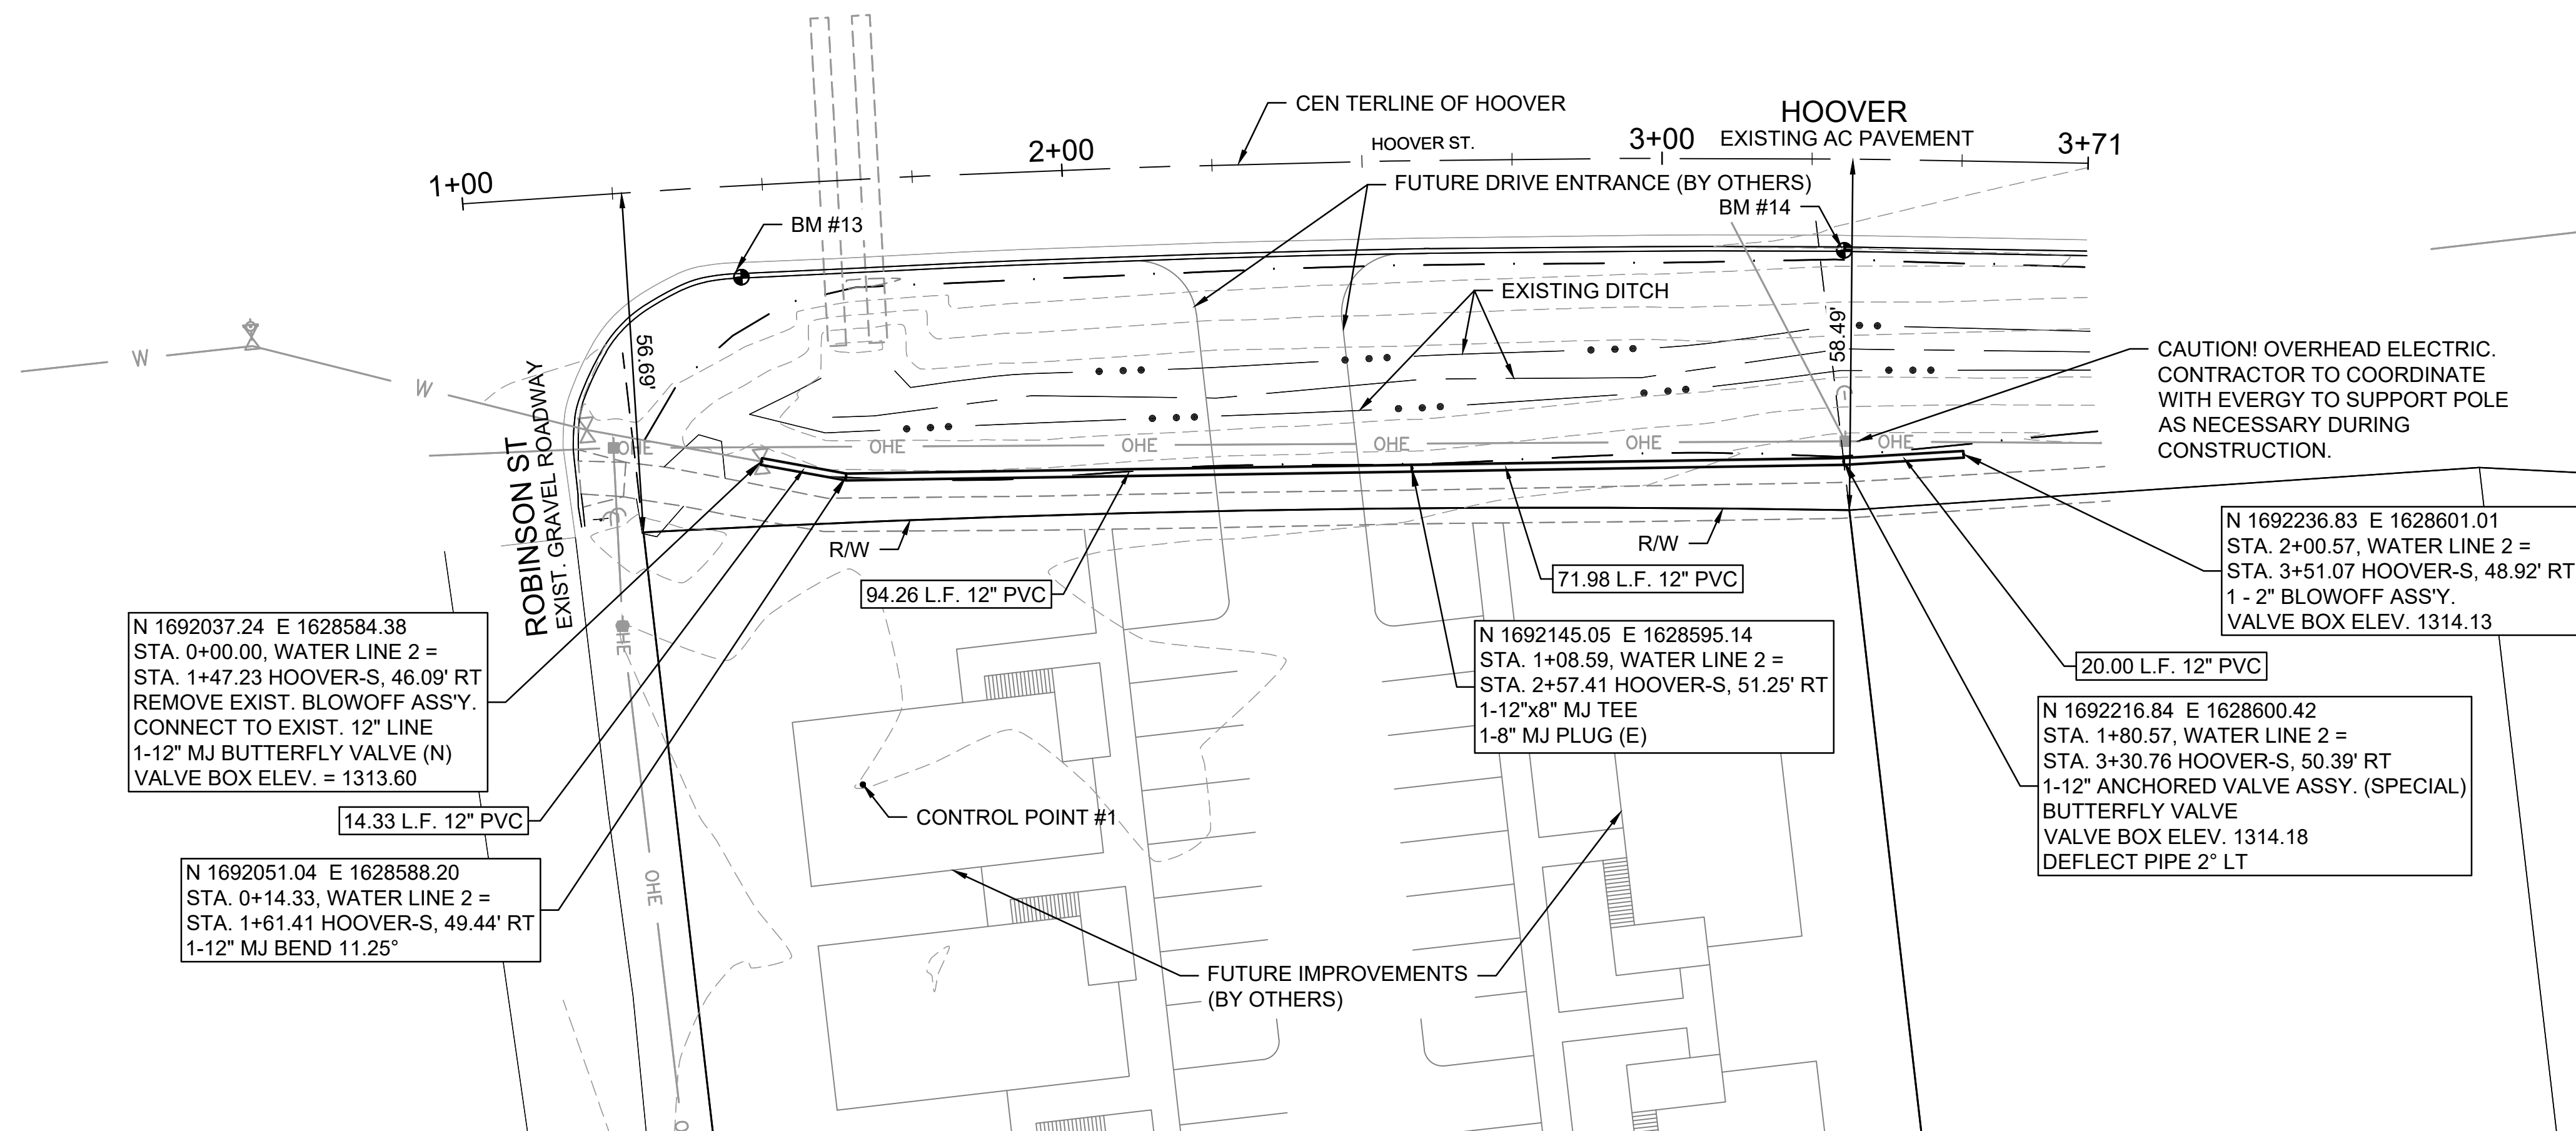 CEN TERLINE OF HOOVER
HOOVER
EXISTING AC PAVEMENT
1+00
2+00
HOOVER ST.
3+00
3+71
FUTURE DRIVE ENTRANCE (BY OTHERS)
BM #13
BM #14
EXISTING DITCH
56.69'
58.49'
W
W
CAUTION! OVERHEAD ELECTRIC.
CONTRACTOR TO COORDINATE
WITH EVERGY TO SUPPORT POLE
AS NECESSARY DURING
CONSTRUCTION.
OHE
OHE
OHE
OHE
OHE
OHE
ROBINSON ST
EXIST. GRAVEL ROADWAY
R/W
R/W
94.26 L.F. 12" PVC
71.98 L.F. 12" PVC
N 1692236.83 E 1628601.01
STA. 2+00.57, WATER LINE 2 =
STA. 3+51.07 HOOVER-S, 48.92' RT
1 - 2" BLOWOFF ASS'Y.
VALVE BOX ELEV. 1314.13
20.00 L.F. 12" PVC
N 1692037.24 E 1628584.38
STA. 0+00.00, WATER LINE 2 =
STA. 1+47.23 HOOVER-S, 46.09' RT
REMOVE EXIST. BLOWOFF ASS'Y.
CONNECT TO EXIST. 12" LINE
1-12" MJ BUTTERFLY VALVE (N)
VALVE BOX ELEV. = 1313.60
OHE
N 1692145.05 E 1628595.14
STA. 1+08.59, WATER LINE 2 =
STA. 2+57.41 HOOVER-S, 51.25' RT
1-12"x8" MJ TEE
1-8" MJ PLUG (E)
N 1692216.84 E 1628600.42
STA. 1+80.57, WATER LINE 2 =
STA. 3+30.76 HOOVER-S, 50.39' RT
1-12" ANCHORED VALVE ASSY. (SPECIAL)
BUTTERFLY VALVE
VALVE BOX ELEV. 1314.18
DEFLECT PIPE 2° LT
14.33 L.F. 12" PVC
CONTROL POINT #1
N 1692051.04 E 1628588.20
STA. 0+14.33, WATER LINE 2 =
STA. 1+61.41 HOOVER-S, 49.44' RT
1-12" MJ BEND 11.25°
OHE
FUTURE IMPROVEMENTS
(BY OTHERS)